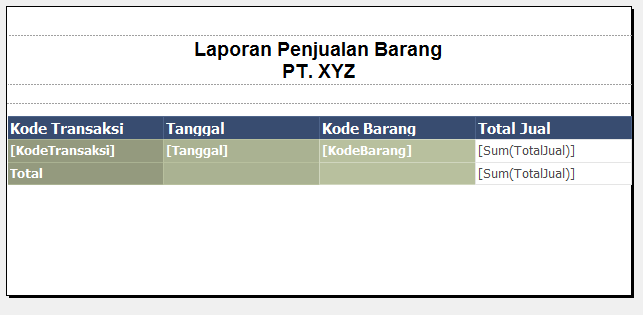 Laporan Penjualan Barang
PT. XYZ
Kode Transaksi Tanggal Kode Barang Total Jual
[KodeTransaksi] [Tanggal] [KodeBarang] [Sum(TotalJual)]
Total [Sum(TotalJual)]